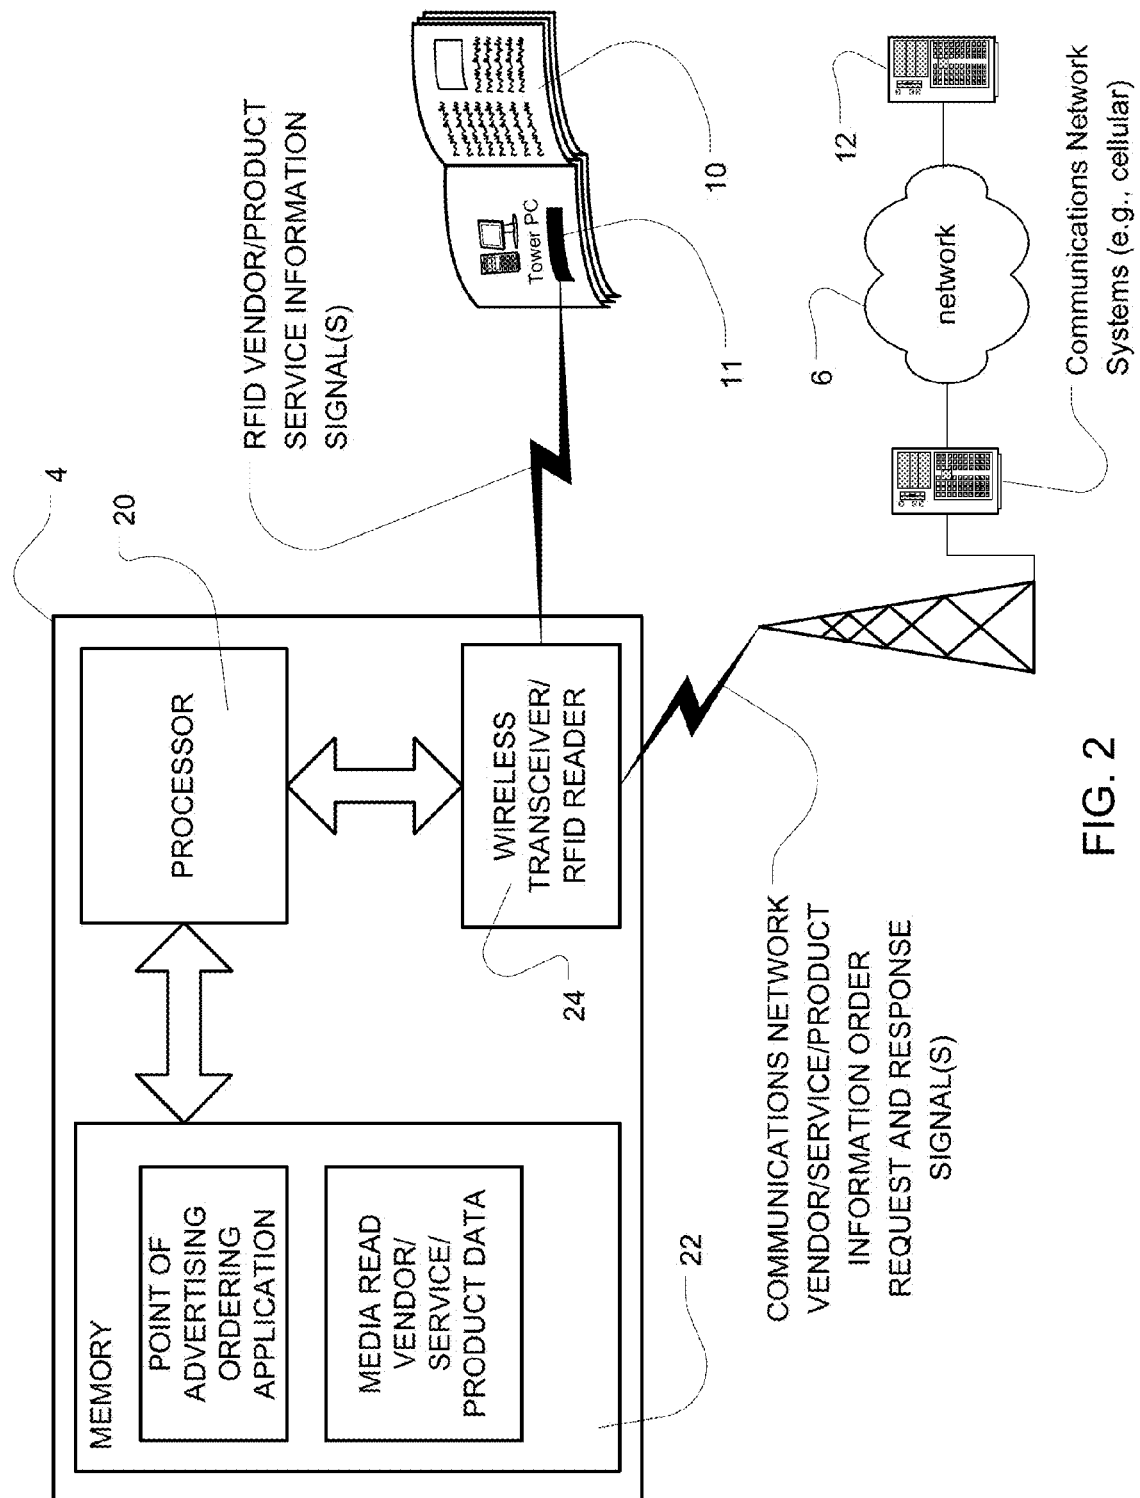 4
MEMORY
POINT OF
ADVERTISING
ORDERING
APPLICATION
MEDIA READ
VENDOR/
SERVICE/
PRODUCT DATA
22
PROCESSOR
20
WIRELESS
TRANSCEIVER/
RFID READER
24
RFID VENDOR/PRODUCT
SERVICE INFORMATION
SIGNAL(S)
Tower PC
10
11
COMMUNICATIONS NETWORK
VENDOR/SERVICE/PRODUCT
INFORMATION ORDER
REQUEST AND RESPONSE
SIGNAL(S)
6
network
12
Communications Network
Systems (e.g., cellular)
FIG. 2